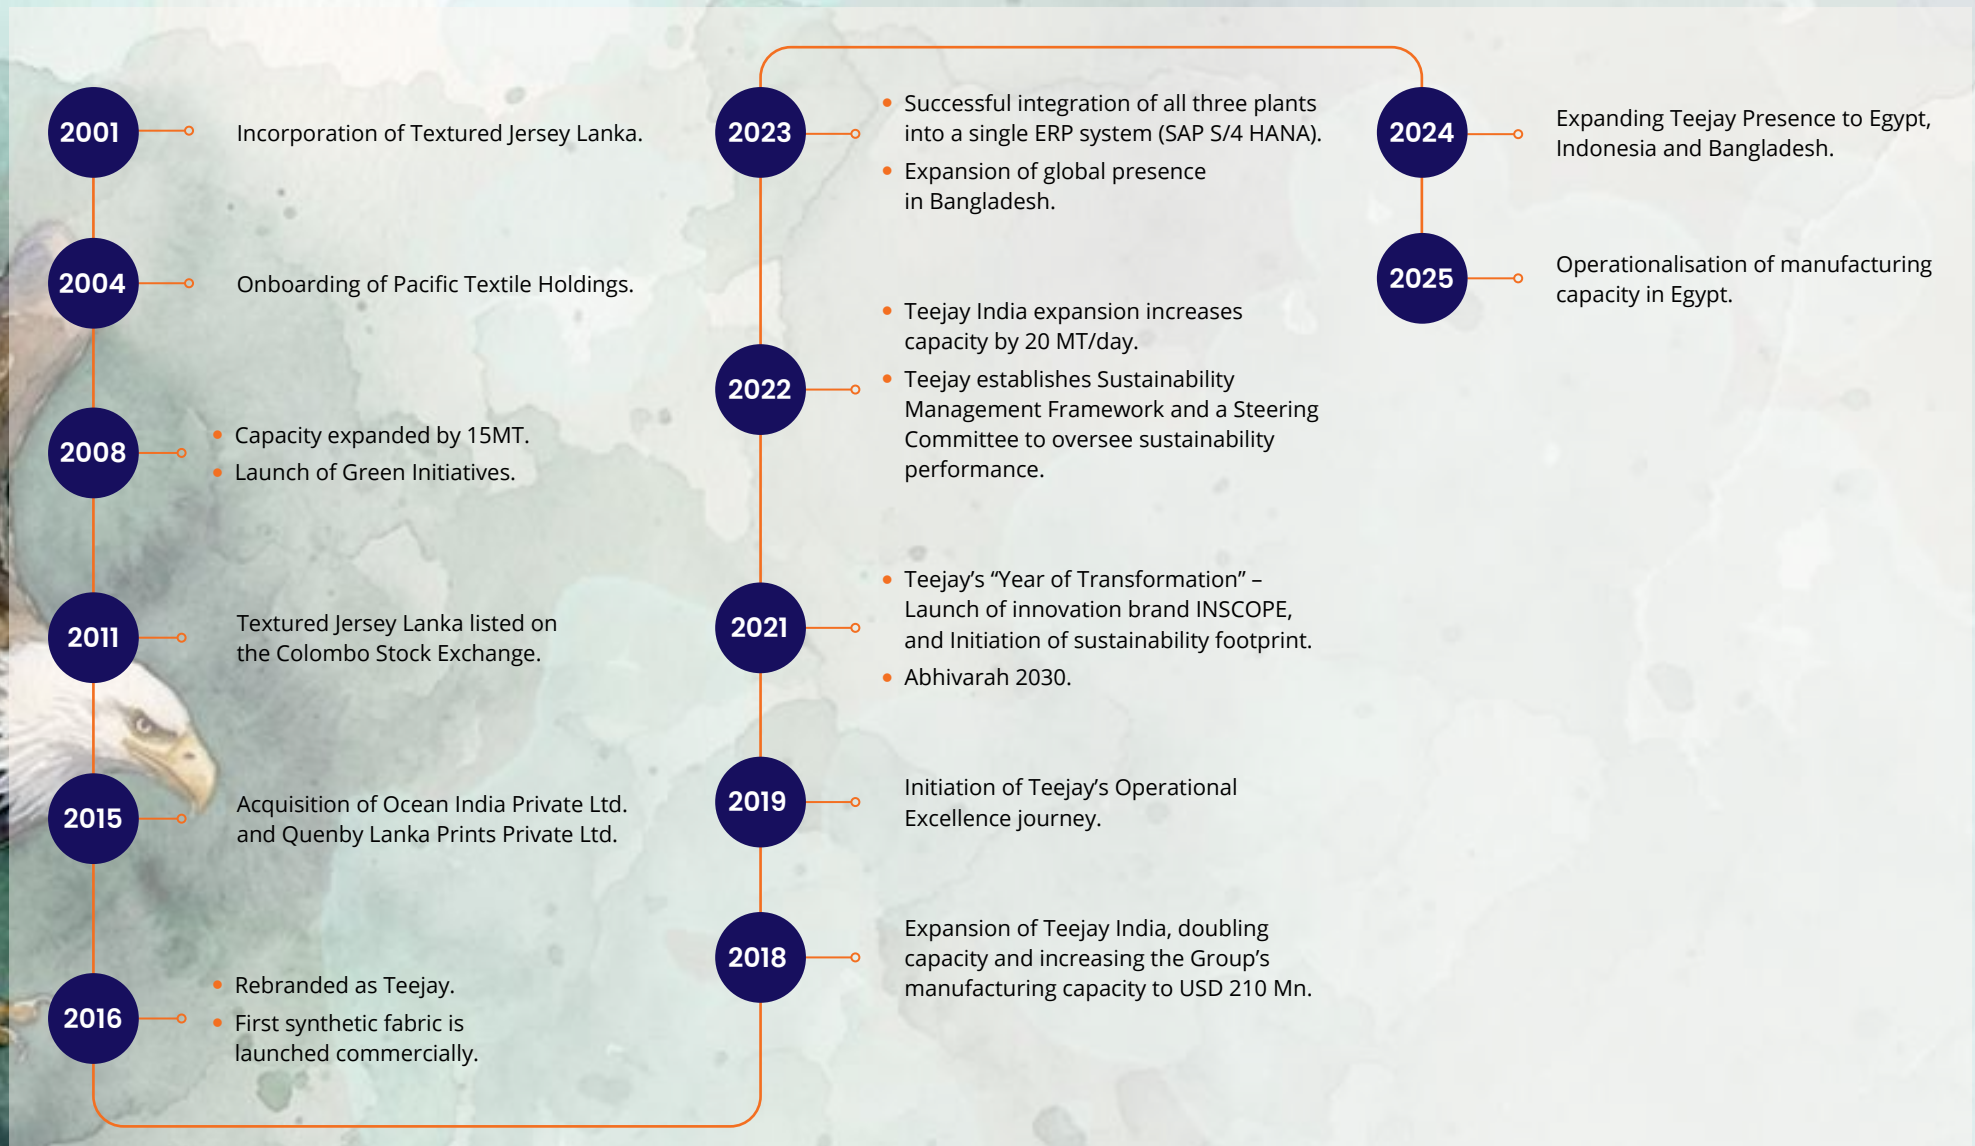 2001
Incorporation of Textured Jersey Lanka.
2004
Onboarding of Pacific Textile Holdings.
2008
• Capacity expanded by 15MT.
• Launch of Green Initiatives.
2011
Textured Jersey Lanka listed on
the Colombo Stock Exchange.
2015
Acquisition of Ocean India Private Ltd.
and Quenby Lanka Prints Private Ltd.
2016
• Rebranded as Teejay.
• First synthetic fabric is
launched commercially.
2018
Expansion of Teejay India, doubling
capacity and increasing the Group’s
manufacturing capacity to USD 210 Mn.
2019
Initiation of Teejay’s Operational
Excellence journey.
2021
• Teejay’s “Year of Transformation” –
Launch of innovation brand INSCOPE,
and Initiation of sustainability footprint.
• Abhivarah 2030.
2022
• Teejay India expansion increases
capacity by 20 MT/day.
• Teejay establishes Sustainability
Management Framework and a Steering
Committee to oversee sustainability
performance.
2023
• Successful integration of all three plants
into a single ERP system (SAP S/4 HANA).
• Expansion of global presence
in Bangladesh.
2024
Expanding Teejay Presence to Egypt,
Indonesia and Bangladesh.
2025
Operationalisation of manufacturing
capacity in Egypt.